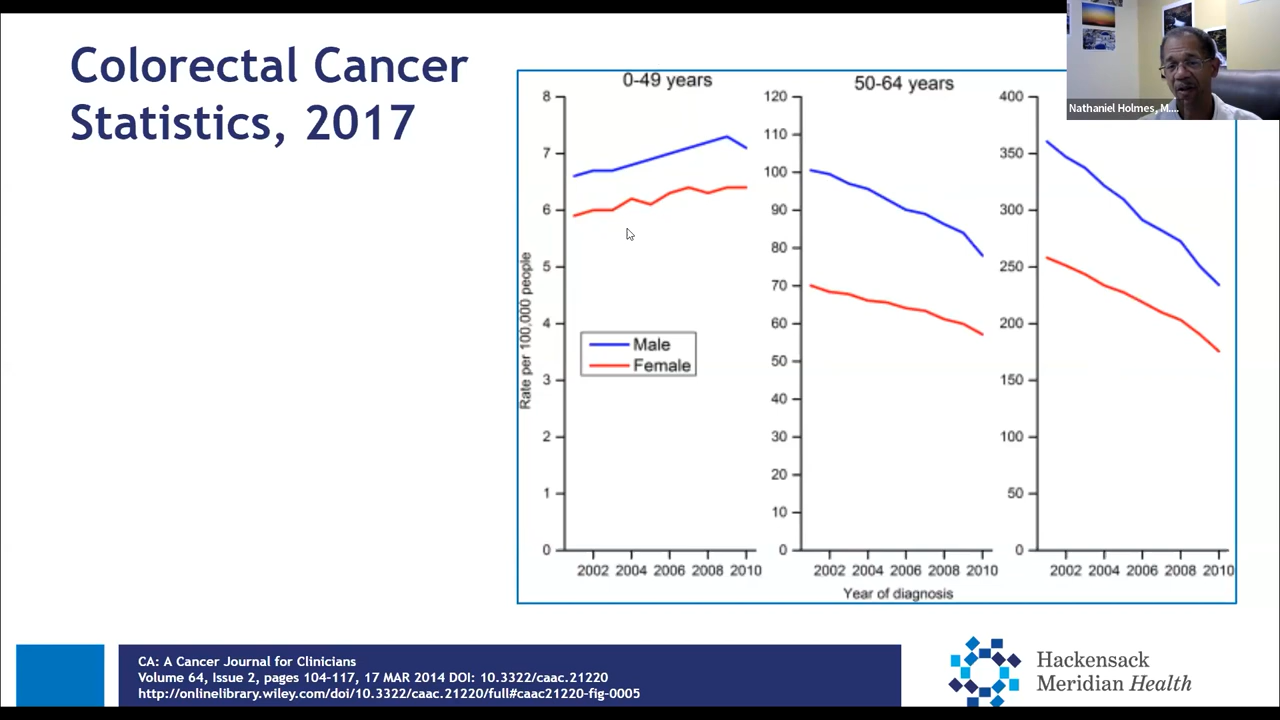 Colorectal Cancer
Statistics, 2017
0-49 years
50-64 years
8
7
6
5
4
3
2
1
0
Rate per 100,000 people
Male
Female
2002 2004 2006 2008 2010
120
110
100
90
80
70
60
50
40
30
20
10
0
2002 2004 2006 2008 2010
400
350
300
250
200
150
100
50
0
2002 2004 2006 2008 2010
Year of diagnosis
Nathaniel Holmes, M....
CA: A Cancer Journal for Clinicians
Volume 64, Issue 2, pages 104-117, 17 MAR 2014 DOI: 10.3322/caac.21220
http://onlinelibrary.wiley.com/doi/10.3322/caac.21220/full#caac21220-fig-0005
Hackensack
Meridian Health